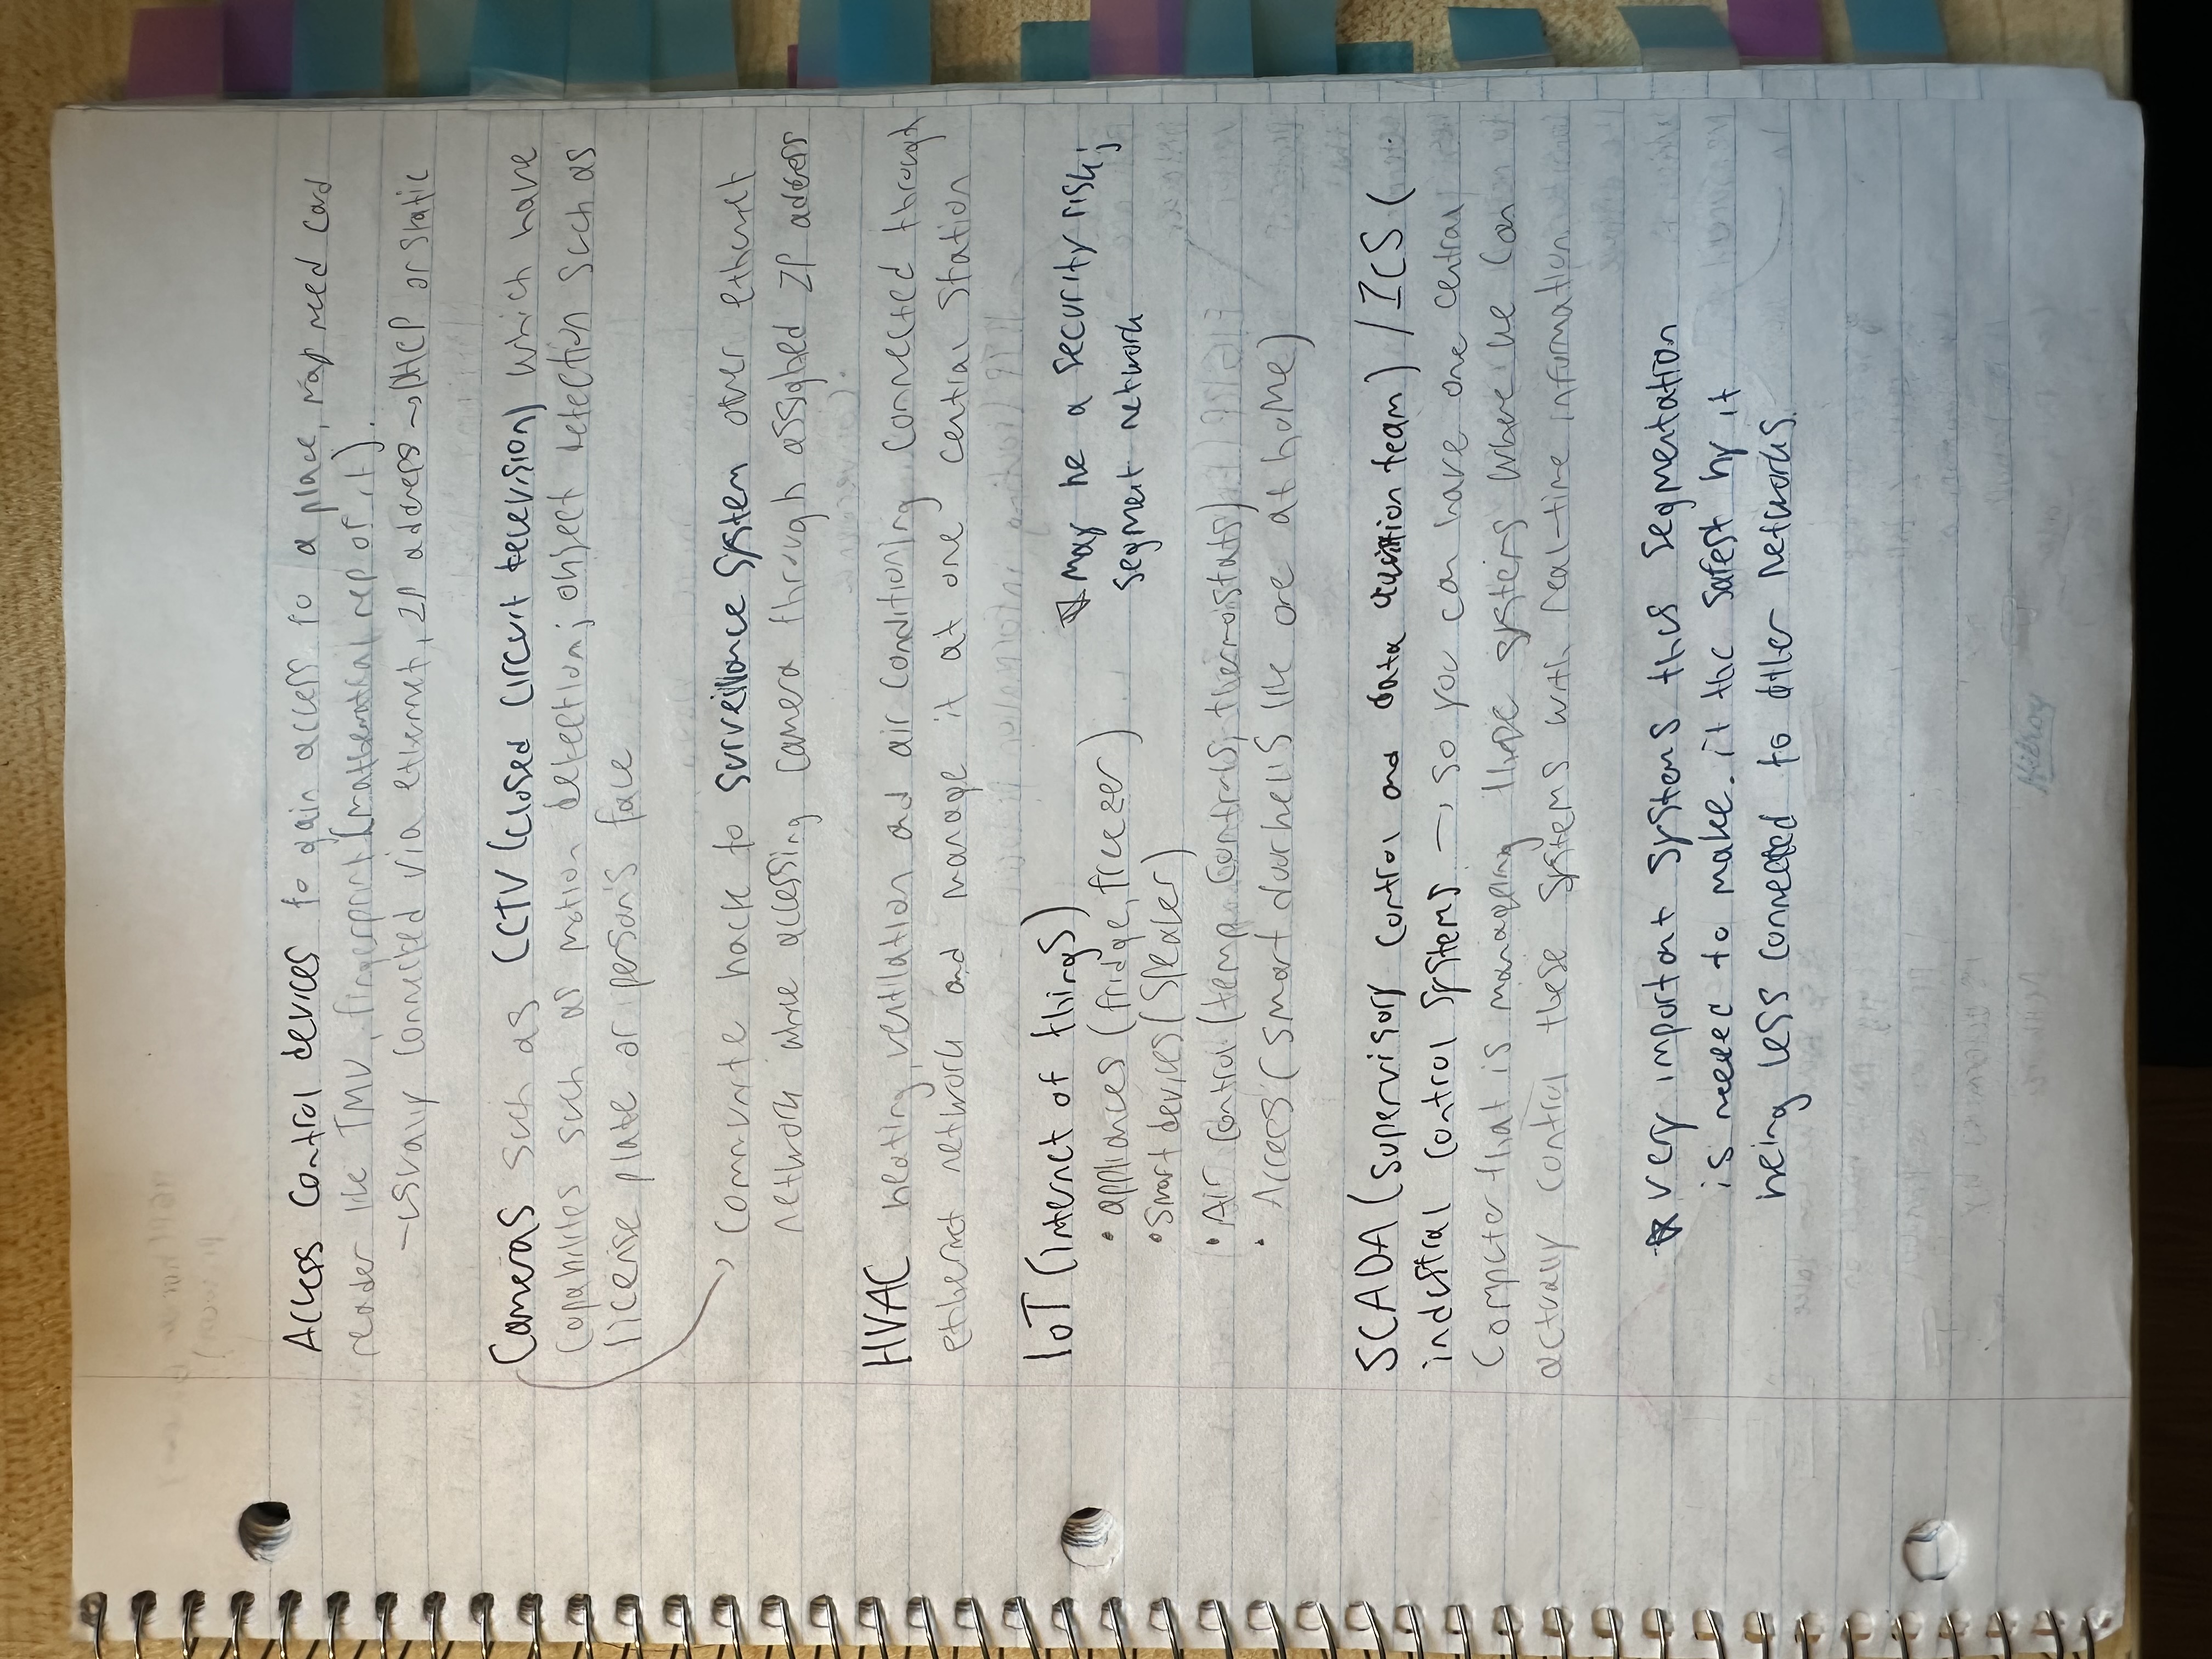 Access control devices to gain access to a place, may need card
reader like TMU, fingerprint (mathematical rep of it).
-usually connected via ethernet, IP address → DHCP or static
Cameras such as CCTV (closed circuit television) which have
capabilites such as motion detection; object detection such as
license plate or person's face
back to surveillance system over ethernet
network while accessing camera through assigned IP address
HVAC heating, ventilation and air conditioning connected through
ethernet network and manage it at one central station
IoT (internet of things)
☆ may be a security risk;
segment network
• appliances (fridge, freezer)
• Smart devices (speaker)
• Air control (temp controls, thermoistats)
• Access (smart doorbells like one at home)
SCADA (supervisory control and data team) / ICS (
industrial control systems → so you can have one central
computer that is managing these systems where we can
actually control these systems with real-time information
☆ very important systems thus segmentation
is needed to make it the safest by it
being less connected to other networks.
Hilroy